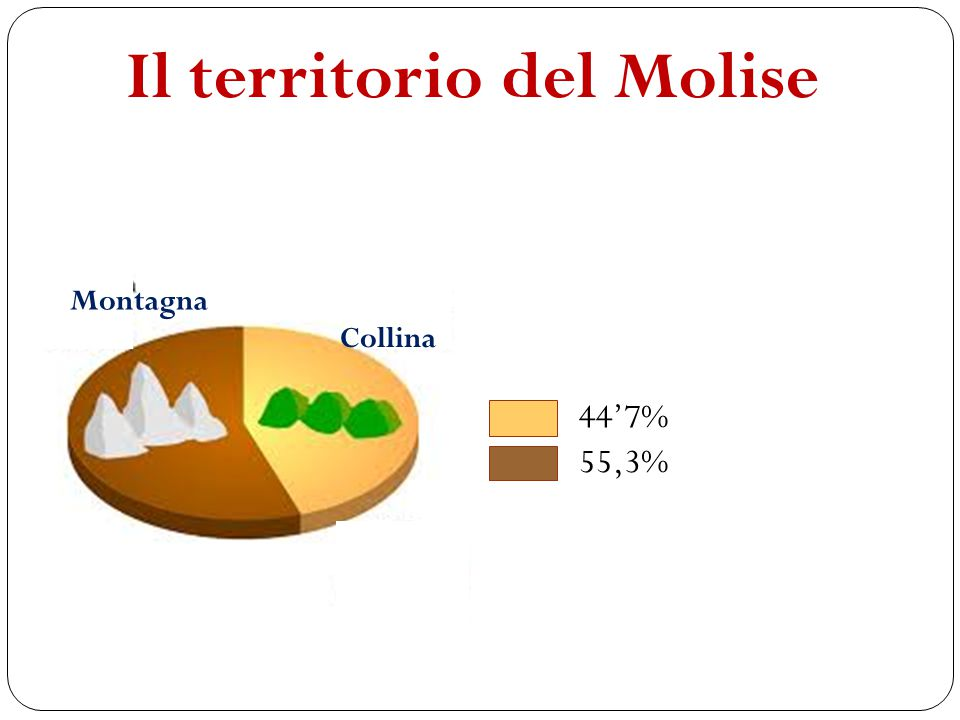 Il territorio del Molise
Montagna
Collina
44’7%
55,3%